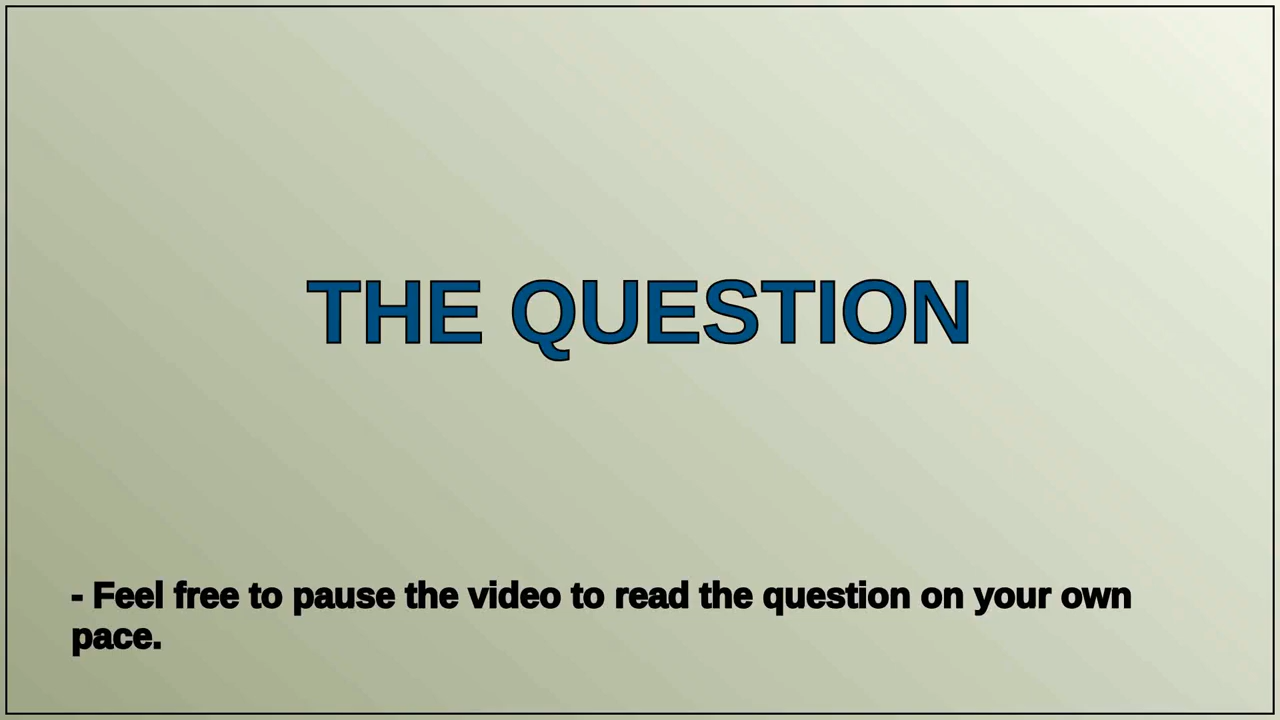 THE QUESTION
- Feel free to pause the video to read the question on your own
pace.